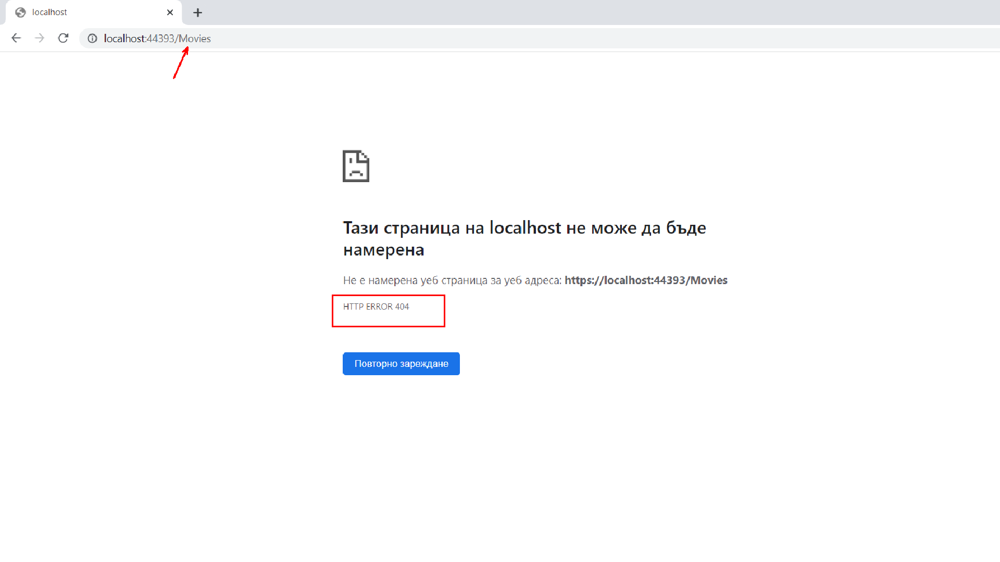 localhost
localhost:44393/Movies
Тази страница на localhost не може да бъде
намерена
Не е намерена уеб страница за уеб адреса: https://localhost:44393/Movies
HTTP ERROR 404
Повторно зареждане